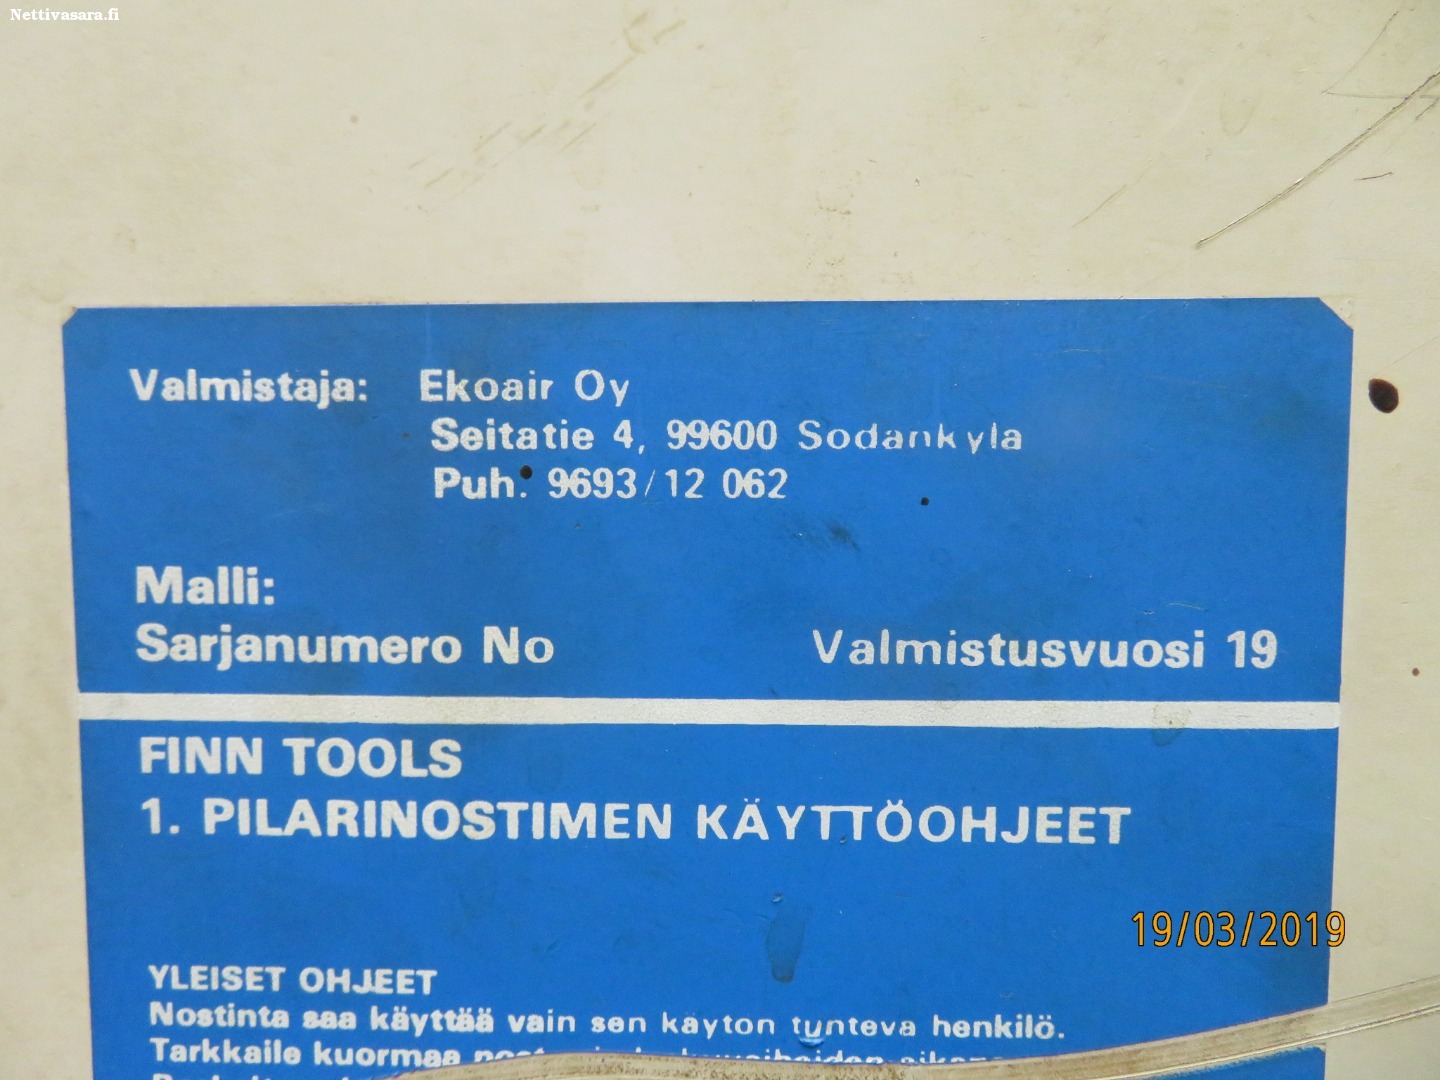 Nettivasara.fi
Valmistaja: Ekoair Oy
Seitatie 4, 99600 Sodankyla
Puh. 9693/12 062
Malli:
Sarjanumero No Valmistusvuosi 19
FINN TOOLS
1. PILARINOSTIMEN KÄYTTÖOHJEET
19/03/2019
YLEISET OHJEET
Nostinta saa käyttää vain sen käyton tunteva henkilö.
Tarkkaile kuormaa